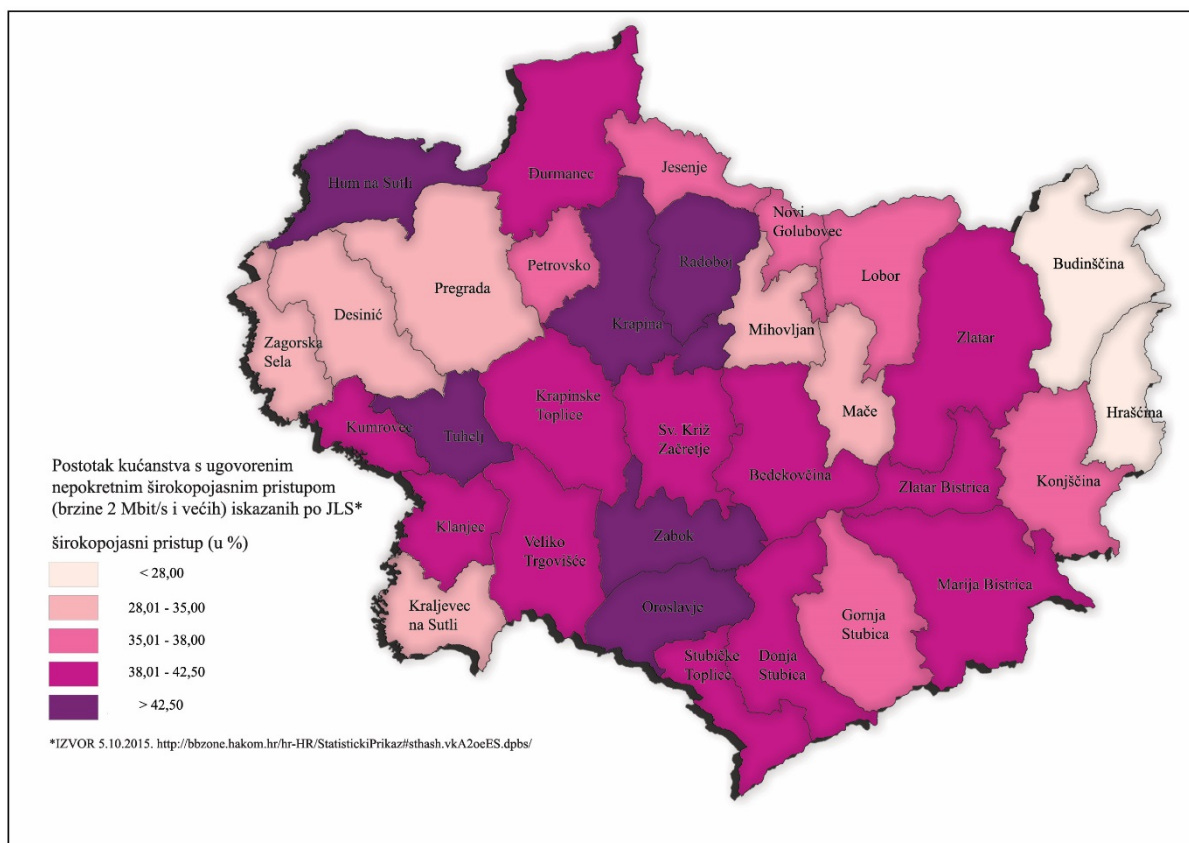 Hum na Sutli
Đurmanec
Jesenje
Novi
Golubovec
Petrovsko
Radoboj
Krapina
Lobor
Budinščina
Pregrada
Desinić
Zagorska
Sela
Mihovljan
Zlatar
Mače
Hrašćina
Krapinske
Toplice
Kumrovec
Tuhelj
Sv. Križ
Začretje
Bedekovčina
Zlatar Bistrica
Konjščina
Klanjec
Veliko
Trgovišće
Zabok
Marija Bistrica
Kraljevec
na Sutli
Oroslavje
Gornja
Stubica
Stubičke
Toplice
Donja
Stubica
Postotak kućanstva s ugovorenim
nepokretnim širokopojasnim pristupom
(brzine 2 Mbit/s i većih) iskazanih po JLS*
širokopojasni pristup (u %)
< 28,00
28,01 - 35,00
35,01 - 38,00
38,01 - 42,50
> 42,50
*IZVOR 5.10.2015. http://bbzone.hakom.hr/hr-HR/StatistickiPrikaz#sthash.vkA2oeES.dpbs/